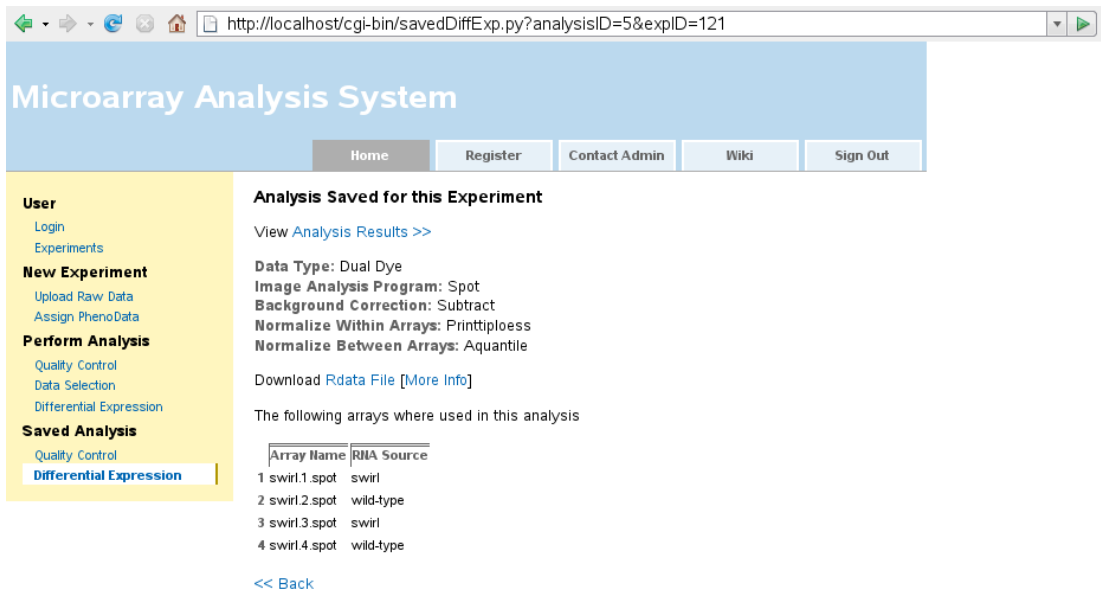 http://localhost/cgi-bin/savedDiffExp.py?analysisID=5&expID=121
Microarray Analysis System
Home Register Contact Admin Wiki Sign Out
User
Login
Experiments
New Experiment
Upload Raw Data
Assign PhenoData
Perform Analysis
Quality Control
Data Selection
Differential Expression
Saved Analysis
Quality Control
Differential Expression
Analysis Saved for this Experiment
View Analysis Results >>
Data Type: Dual Dye
Image Analysis Program: Spot
Background Correction: Subtract
Normalize Within Arrays: Printtiploess
Normalize Between Arrays: Aquantile
Download Rdata File [More Info]
The following arrays where used in this analysis
Array Name RNA Source
1 swirl.1.spot swirl
2 swirl.2.spot wild-type
3 swirl.3.spot swirl
4 swirl.4.spot wild-type
<< Back